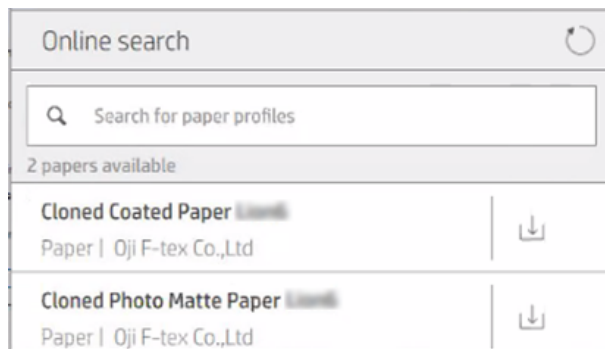 Online search
Search for paper profiles
2 papers available
Cloned Coated Paper
Paper | Oji F-tex Co.,Ltd
Cloned Photo Matte Paper
Paper | Oji F-tex Co.,Ltd